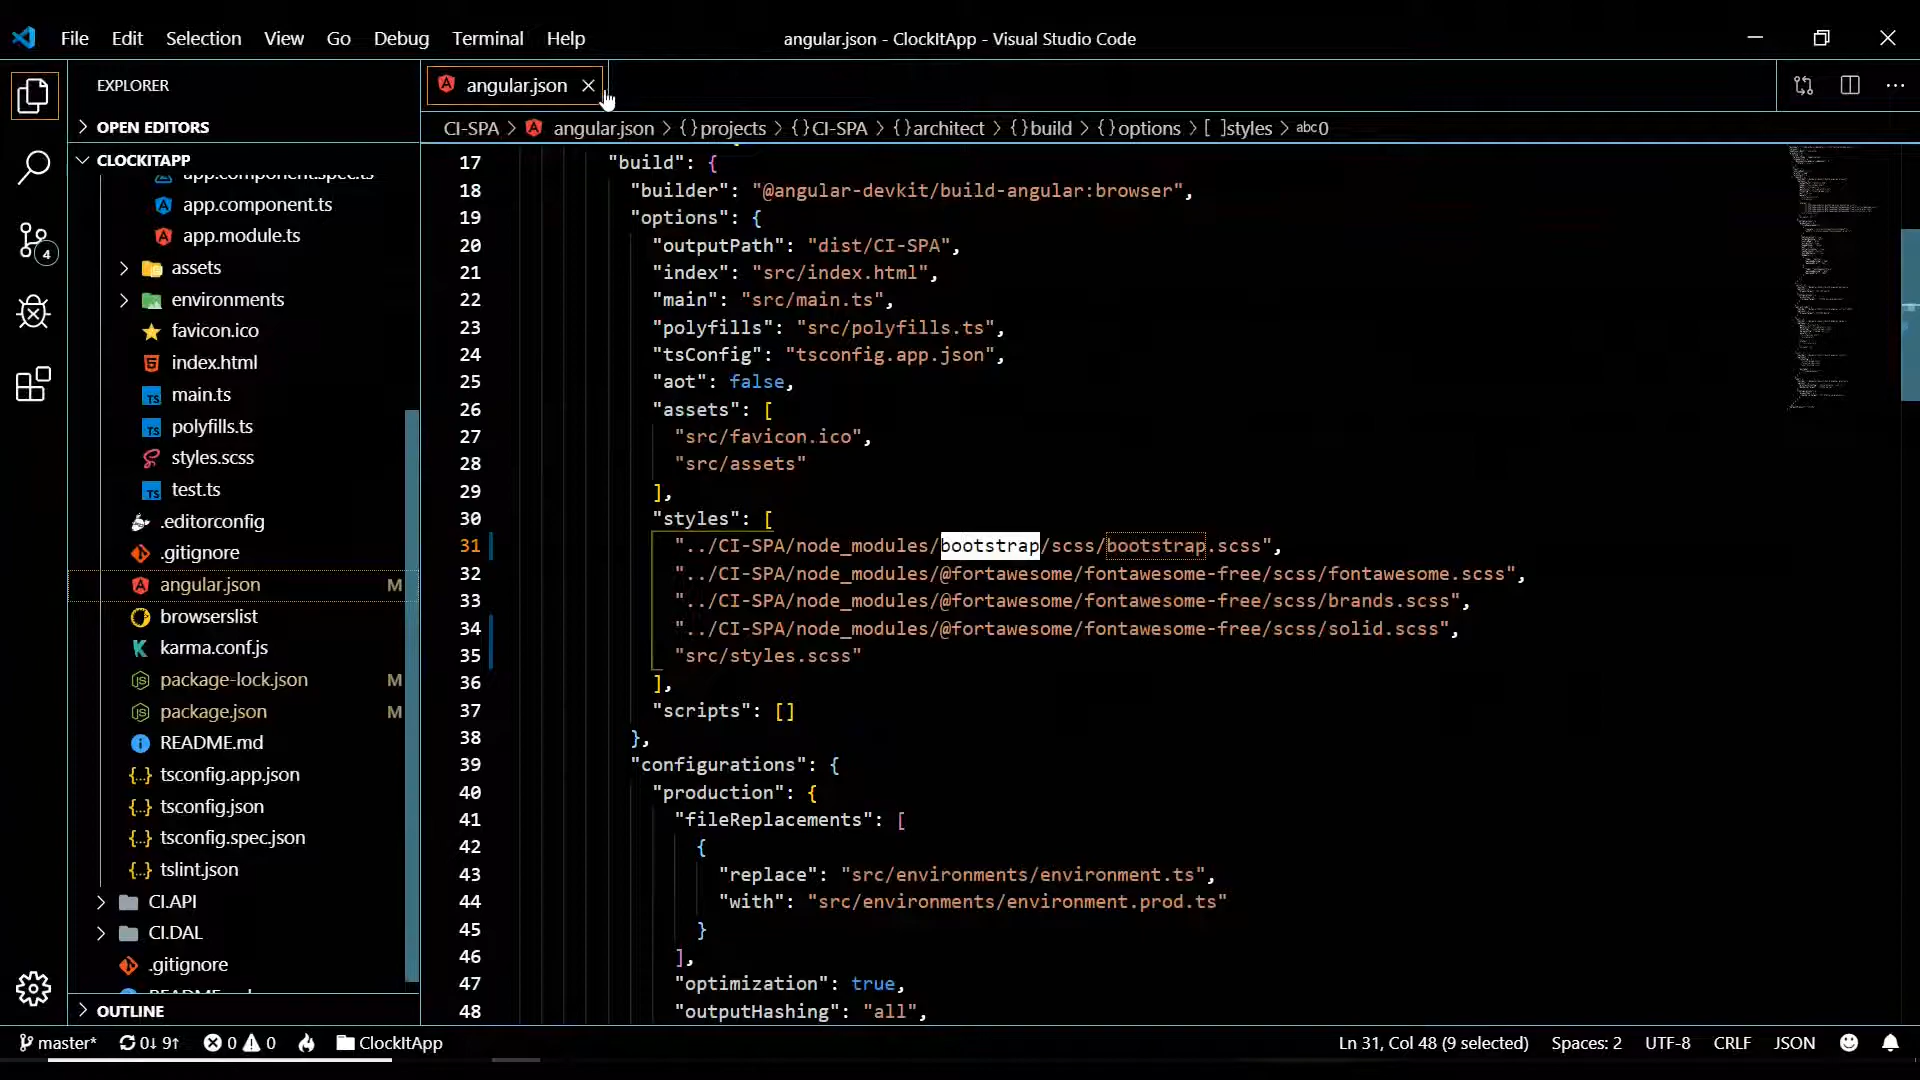 File Edit Selection View Go Debug Terminal Help
angular.json - ClockItApp - Visual Studio Code
EXPLORER
OPEN EDITORS
CLOCKITAPP
app.component.spec.ts
app.component.ts
app.module.ts
assets
environments
favicon.ico
index.html
main.ts
polyfills.ts
styles.scss
test.ts
.editorconfig
.gitignore
angular.json M
browserslist
karma.conf.js
package-lock.json M
package.json M
README.md
tsconfig.app.json
tsconfig.json
tsconfig.spec.json
tslint.json
CI.API
CI.DAL
.gitignore
OUTLINE
4
angular.json
CI-SPA > angular.json > {} projects > {} CI-SPA > {} architect > {} build > {} options > [ ] styles > abc 0
17 "build": {
18 "builder": "@angular-devkit/build-angular:browser",
19 "options": {
20 "outputPath": "dist/CI-SPA",
21 "index": "src/index.html",
22 "main": "src/main.ts",
23 "polyfills": "src/polyfills.ts",
24 "tsConfig": "tsconfig.app.json",
25 "aot": false,
26 "assets": [
27 "src/favicon.ico",
28 "src/assets"
29 ],
30 "styles": [
31 "../CI-SPA/node_modules/bootstrap/scss/bootstrap.scss",
32 "../CI-SPA/node_modules/@fortawesome/fontawesome-free/scss/fontawesome.scss",
33 "../CI-SPA/node_modules/@fortawesome/fontawesome-free/scss/brands.scss",
34 "../CI-SPA/node_modules/@fortawesome/fontawesome-free/scss/solid.scss",
35 "src/styles.scss"
36 ],
37 "scripts": []
38 },
39 "configurations": {
40 "production": {
41 "fileReplacements": [
42 {
43 "replace": "src/environments/environment.ts",
44 "with": "src/environments/environment.prod.ts"
45 }
46 ],
47 "optimization": true,
48 "outputHashing": "all",
master* 0↓ 9↑ 0 0 ClockItApp
Ln 31, Col 48 (9 selected) Spaces: 2 UTF-8 CRLF JSON